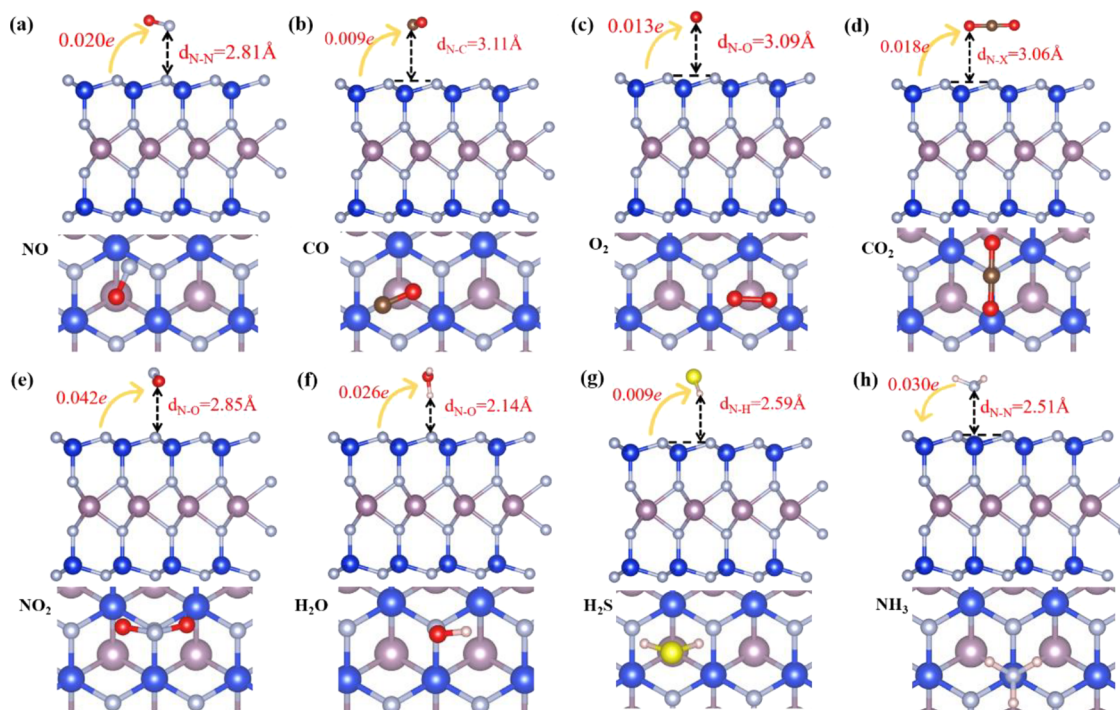 (a)
0.020e
dN-N=2.81Å
NO
(b)
0.009e
dN-C=3.11Å
CO
(c)
0.013e
dN-O=3.09Å
O₂
(d)
0.018e
dN-X=3.06Å
CO₂
(e)
0.042e
dN-O=2.85Å
NO₂
(f)
0.026e
dN-O=2.14Å
H₂O
(g)
0.009e
dN-H=2.59Å
H₂S
(h)
0.030e
dN-N=2.51Å
NH₃